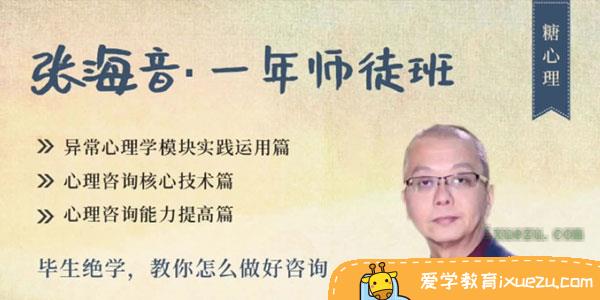 张海音·一年师徒班
糖心理
异常心理学模块实践运用篇
心理咨询核心技术篇
心理咨询能力提高篇
ixuezu.com
毕生绝学，教你怎么做好咨询
爱学教育ixuezu.com